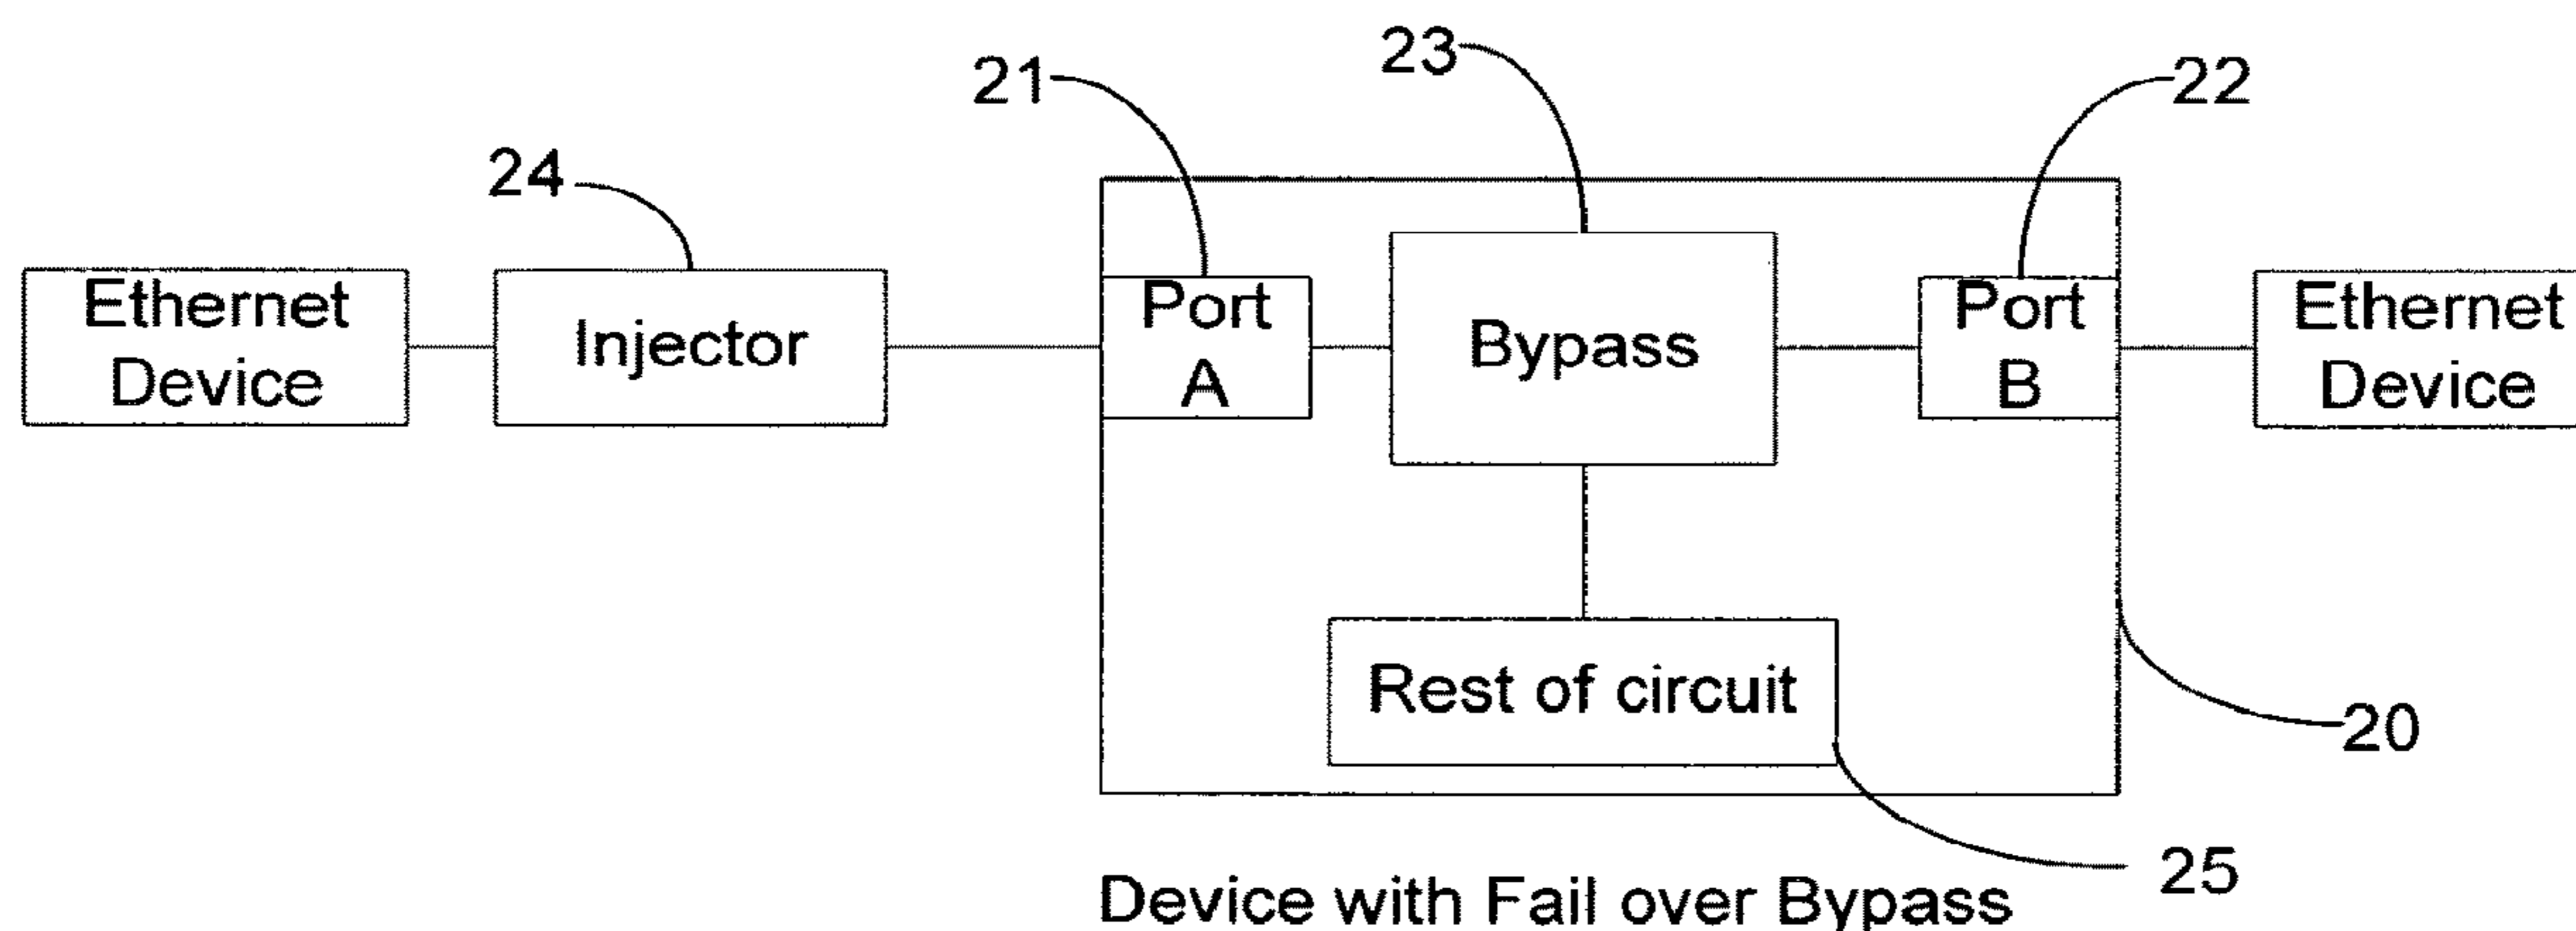 23
21
22
24
Ethernet
Device
Injector
Port
A
Bypass
Port
B
Ethernet
Device
Rest of circuit
20
25
Device with Fail over Bypass